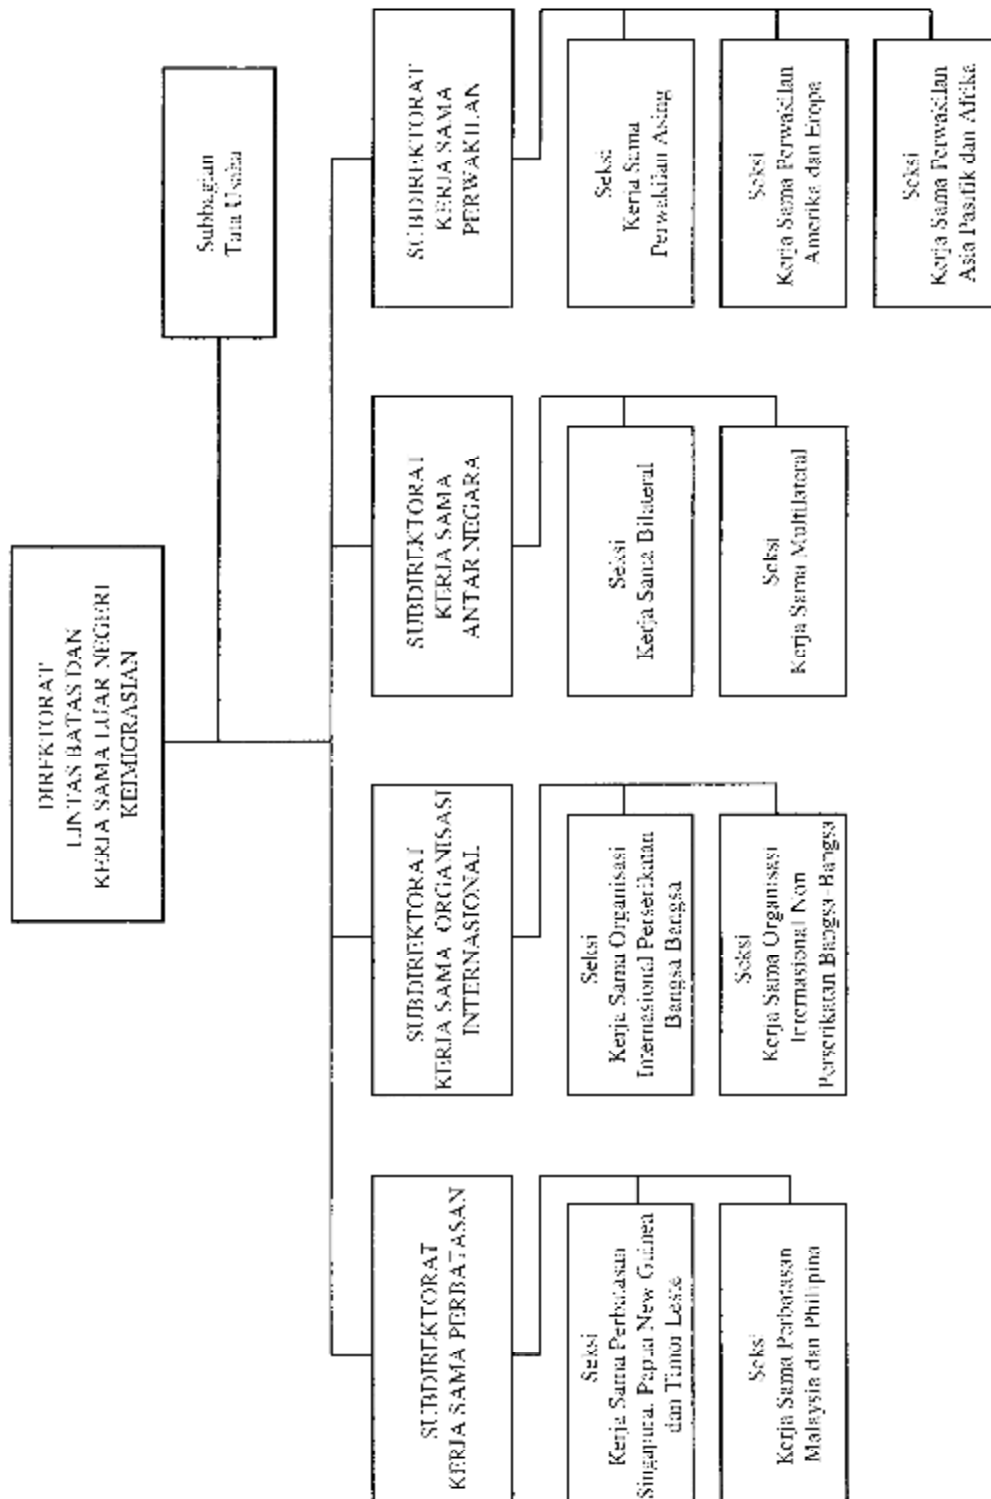 DIREKTORAT
LINTAS BATAS DAN
KERJA SAMA LUAR NEGERI
KEIMIGRASIAN
Subbagian
Tata Usaha
SUBDIREKTORAT
KERJA SAMA PERBATASAN
SUBDIREKTORAT
KERJA SAMA ORGANISASI
INTERNASIONAL
SUBDIREKTORAT
KERJA SAMA
ANTAR NEGARA
SUBDIREKTORAT
KERJA SAMA
PERWAKILAN
Seksi
Kerja Sama Perbatasan
Singapura, Papua New Guinea
dan Timor Leste
Seksi
Kerja Sama Organisasi
Internasional Perserikatan
Bangsa Bangsa
Seksi
Kerja Sama Bilateral
Seksi
Kerja Sama
Perwakilan Asing
Seksi
Kerja Sama Perbatasan
Malaysia dan Philipina
Seksi
Kerja Sama Organisasi
Internasional Non
Perserikatan Bangsa-Bangsa
Seksi
Kerja Sama Multilateral
Seksi
Kerja Sama Perwakilan
Amerika dan Eropa
Seksi
Kerja Sama Perwakilan
Asia Pasifik dan Afrika